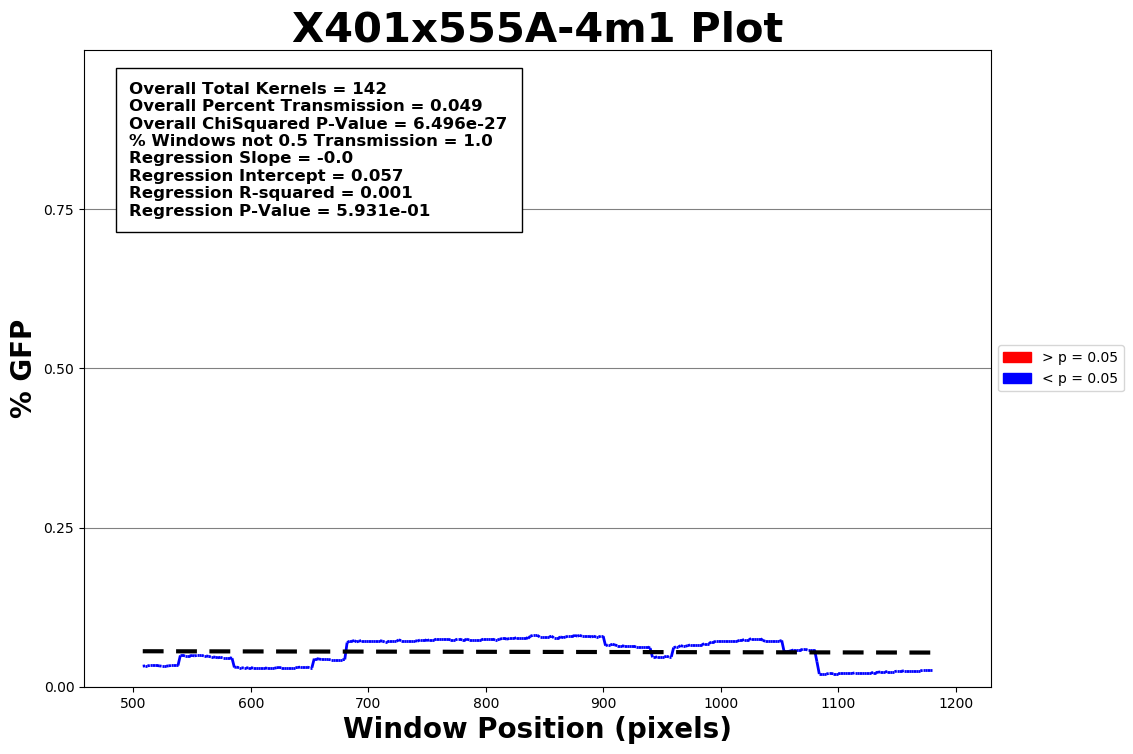 X401x555A-4m1 Plot
Overall Total Kernels = 142
Overall Percent Transmission = 0.049
Overall ChiSquared P-Value = 6.496e-27
% Windows not 0.5 Transmission = 1.0
Regression Slope = -0.0
Regression Intercept = 0.057
Regression R-squared = 0.001
Regression P-Value = 5.931e-01
0.75
0.50
0.25
0.00
% GFP
> p = 0.05
< p = 0.05
500 600 700 800 900 1000 1100 1200
Window Position (pixels)